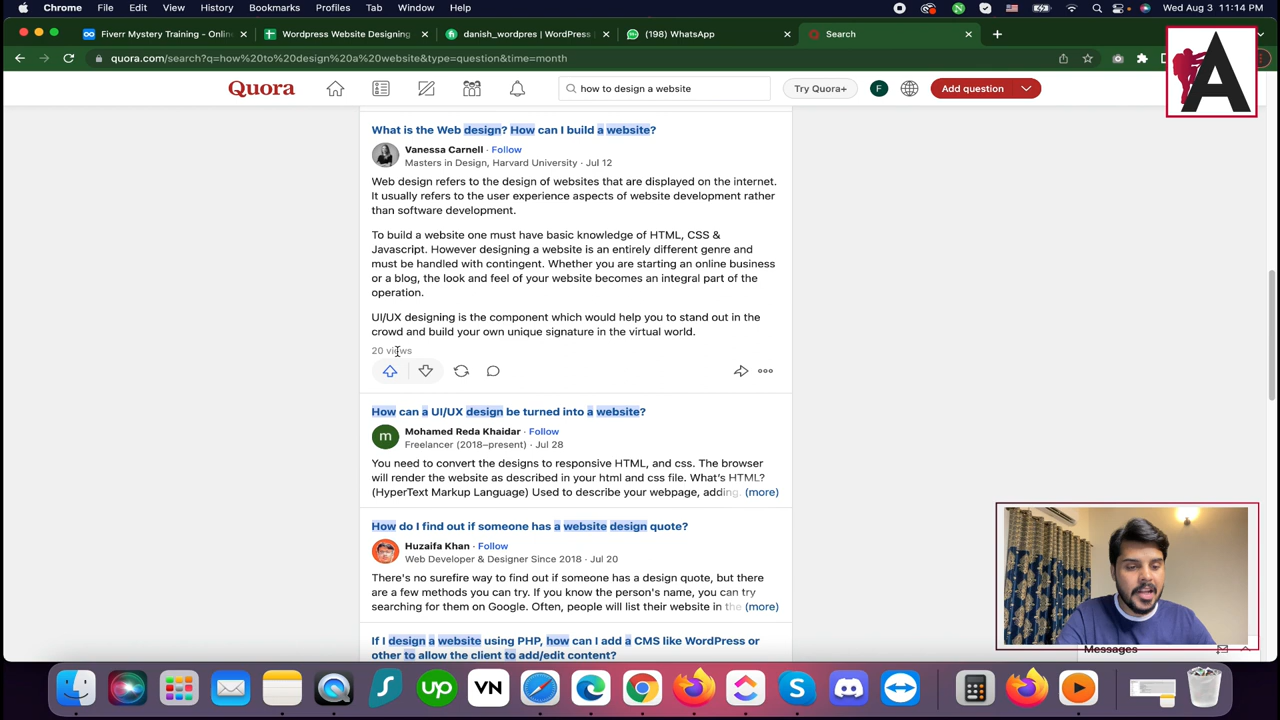 Chrome File Edit View History Bookmarks Profiles Tab Window Help
Wed Aug 3 11:14 PM
Fiverr Mystery Training - Onlin
Wordpress Website Designing
danish_wordpres | WordPress
(198) WhatsApp
Search
quora.com/search?q=how%20to%20design%20a%20website&type=question&time=month
A
Quora
how to design a website
Try Quora+
F
Add question
What is the Web design? How can I build a website?
Vanessa Carnell · Follow
Masters in Design, Harvard University · Jul 12
Web design refers to the design of websites that are displayed on the internet.
It usually refers to the user experience aspects of website development rather
than software development.
To build a website one must have basic knowledge of HTML, CSS &
Javascript. However designing a website is an entirely different genre and
must be handled with contingent. Whether you are starting an online business
or a blog, the look and feel of your website becomes an integral part of the
operation.
UI/UX designing is the component which would help you to stand out in the
crowd and build your own unique signature in the virtual world.
20 views
How can a UI/UX design be turned into a website?
m
Mohamed Reda Khaidar · Follow
Freelancer (2018–present) · Jul 28
You need to convert the designs to responsive HTML, and css. The browser
will render the website as described in your html and css file. What's HTML?
(HyperText Markup Language) Used to describe your webpage, adding. (more)
How do I find out if someone has a website design quote?
Huzaifa Khan · Follow
Web Developer & Designer Since 2018 · Jul 20
There's no surefire way to find out if someone has a design quote, but there
are a few methods you can try. If you know the person's name, you can try
searching for them on Google. Often, people will list their website in the (more)
If I design a website using PHP, how can I add a CMS like WordPress or
other to allow the client to add/edit content?
Messages
up
VN